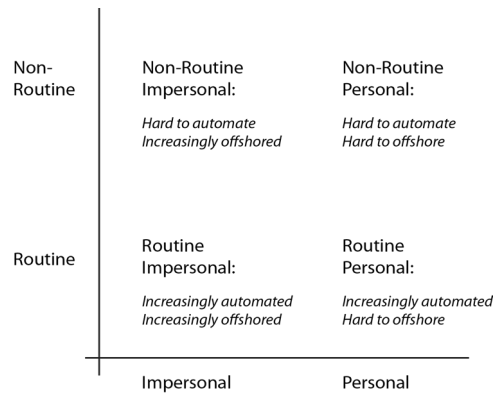 Non-
Routine
Non-Routine
Impersonal:
Hard to automate
Increasingly offshored
Non-Routine
Personal:
Hard to automate
Hard to offshore
Routine
Routine
Impersonal:
Increasingly automated
Increasingly offshored
Routine
Personal:
Increasingly automated
Hard to offshore
Impersonal
Personal